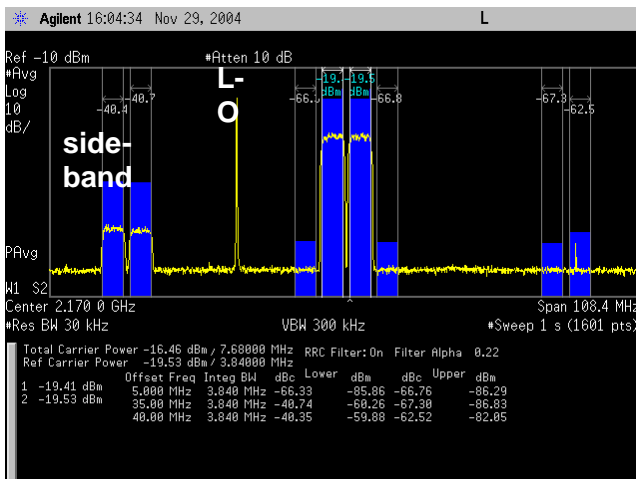 Agilent 16:04:34 Nov 29, 2004 L
Ref -10 dBm #Atten 10 dB
#Avg
Log
10
dB/
L-
O
side-
band
-40.4 -40.7
-19.5
dBm dBm
-66.8
-67.3
-62.5
PAvg
W1 S2
Center 2.170 0 GHz Span 108.4 MHz
#Res BW 30 kHz VBW 300 kHz #Sweep 1 s (1601 pts)
Total Carrier Power -16.46 dBm / 7.68000 MHz RRC Filter: On Filter Alpha 0.22
Ref Carrier Power -19.53 dBm / 3.84000 MHz
Offset Freq Integ BW dBc Lower dBm dBc Upper dBm
1 -19.41 dBm 5.000 MHz 3.840 MHz -66.33 -85.86 -66.76 -86.29
2 -19.53 dBm 35.00 MHz 3.840 MHz -40.74 -60.26 -67.30 -86.83
40.00 MHz 3.840 MHz -40.35 -59.88 -62.52 -82.05